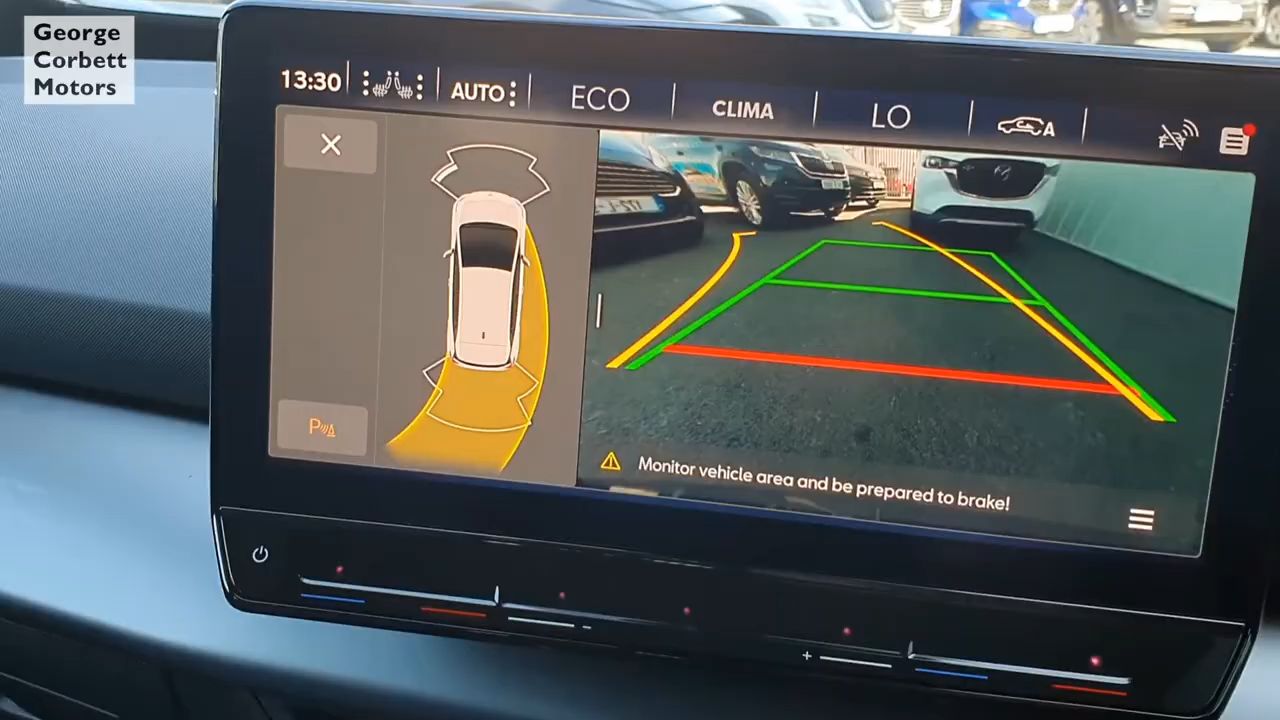 George
Corbett
Motors
13:30
AUTO
ECO
CLIMA
LO
A
P
Monitor vehicle area and be prepared to brake!
- +